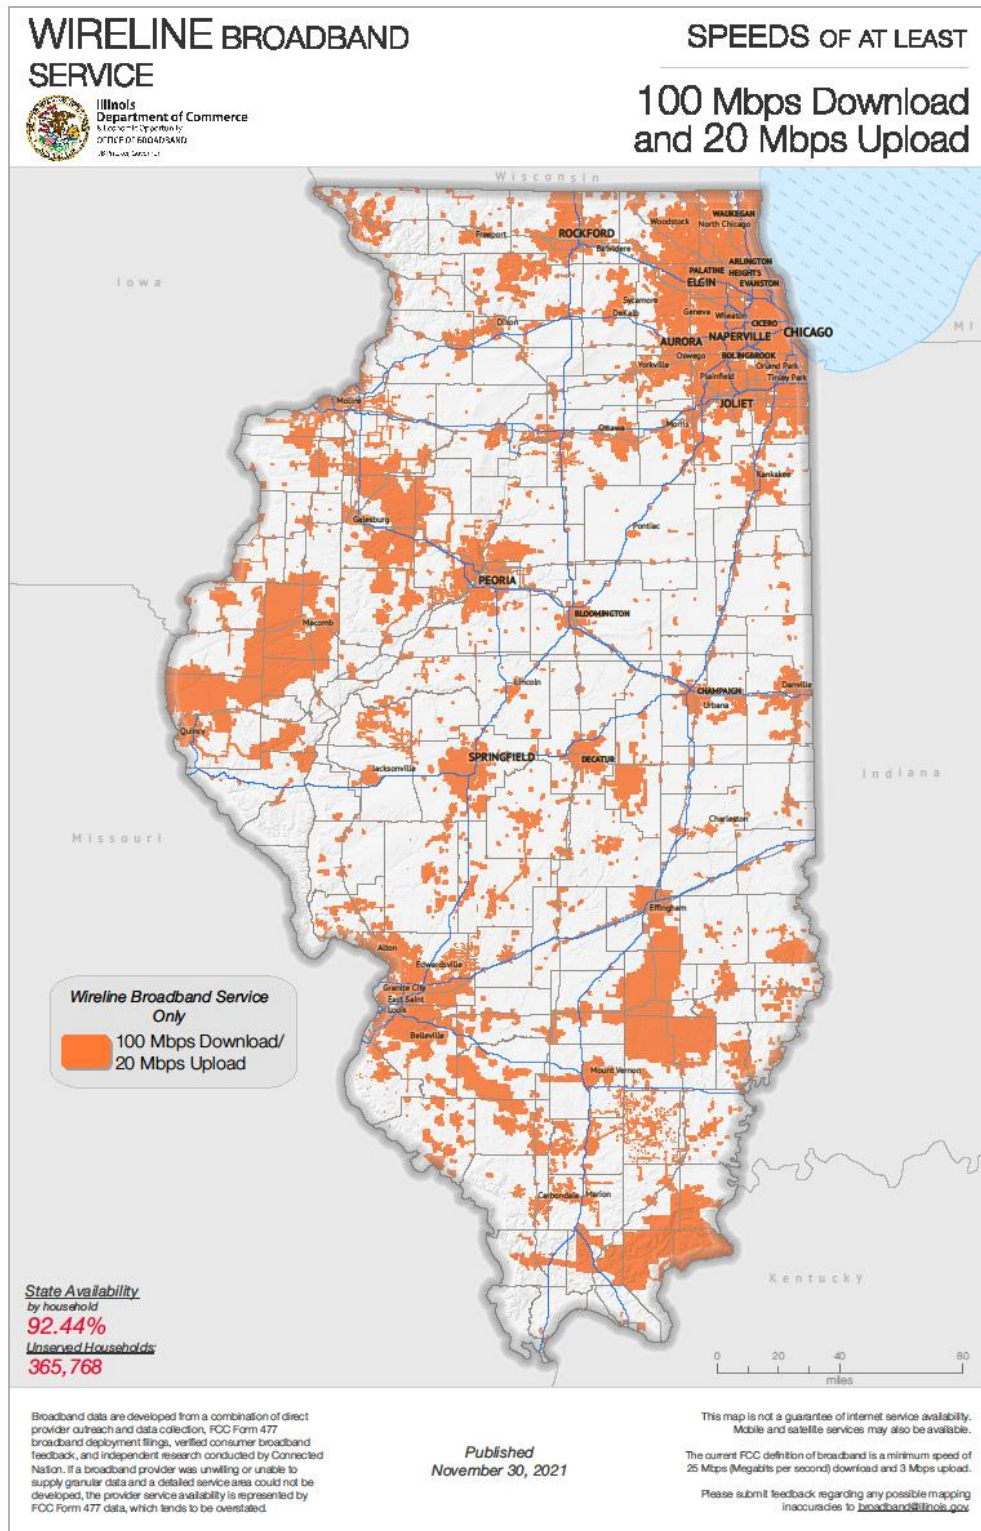 WIRELINE BROADBAND
SERVICE
Illinois
Department of Commerce
& Economic Opportunity
OFFICE OF BROADBAND
JB Pritzker, Governor
SPEEDS OF AT LEAST
100 Mbps Download
and 20 Mbps Upload
Wisconsin
Iowa
MI
Indiana
Missouri
Kentucky
WAUKEGAN
Woodstock
North Chicago
Freeport
ROCKFORD
Belvidere
ARLINGTON
HEIGHTS
PALATINE
ELGIN
EVANSTON
Sycamore
DeKalb
Geneva
Wheaton
CICERO
Dixon
CHICAGO
NAPERVILLE
AURORA
Oswego
BOLINGBROOK
Orland Park
Yorkville
Plainfield
Tinley Park
Moline
JOLIET
Ottawa
Morris
Kankakee
Galesburg
Pontiac
PEORIA
BLOOMINGTON
Macomb
Lincoln
CHAMPAIGN
Urbana
Danville
Quincy
SPRINGFIELD
DECATUR
Jacksonville
Charleston
Effingham
Alton
Edwardsville
Granite City
East Saint
Louis
Belleville
Mount Vernon
Carbondale
Marion
Wireline Broadband Service
Only
100 Mbps Download/
20 Mbps Upload
State Availability
by household
92.44%
Unserved Households:
365,768
0 20 40 80
miles
Broadband data are developed from a combination of direct
provider outreach and data collection, FCC Form 477
broadband deployment filings, verified consumer broadband
feedback, and independent research conducted by Connected
Nation. If a broadband provider was unwilling or unable to
supply granular data and a detailed service area could not be
developed, the provider service availability is represented by
FCC Form 477 data, which tends to be overstated.
Published
November 30, 2021
This map is not a guarantee of internet service availability.
Mobile and satellite services may also be available.
The current FCC definition of broadband is a minimum speed of
25 Mbps (Megabits per second) download and 3 Mbps upload.
Please submit feedback regarding any possible mapping
inaccuracies to broadband@illinois.gov.